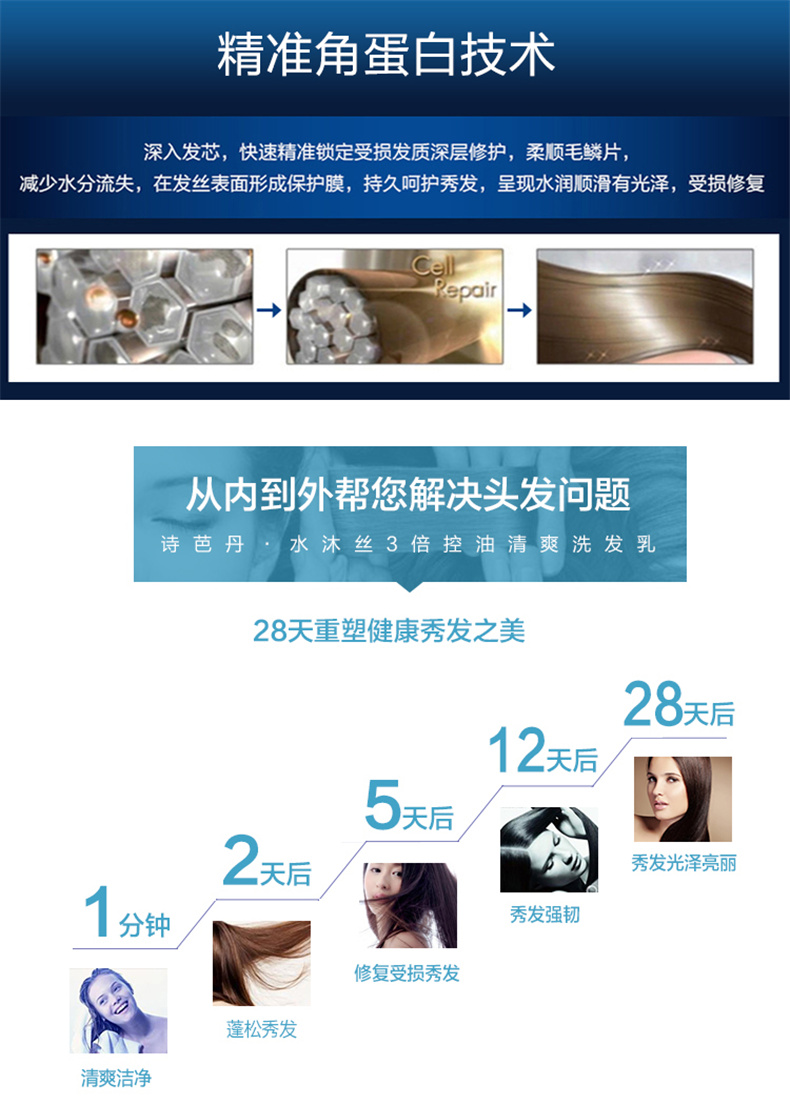 精准角蛋白技术
深入发芯，快速精准锁定受损发质深层修护，柔顺毛鳞片，
减少水分流失，在发丝表面形成保护膜，持久呵护秀发，呈现水润顺滑有光泽，受损修复
Cell
Repair
从内到外帮您解决头发问题
诗芭丹·水沐丝3倍控油清爽洗发乳
28天重塑健康秀发之美
1分钟
清爽洁净
2天后
蓬松秀发
5天后
修复受损秀发
12天后
秀发强韧
28天后
秀发光泽亮丽